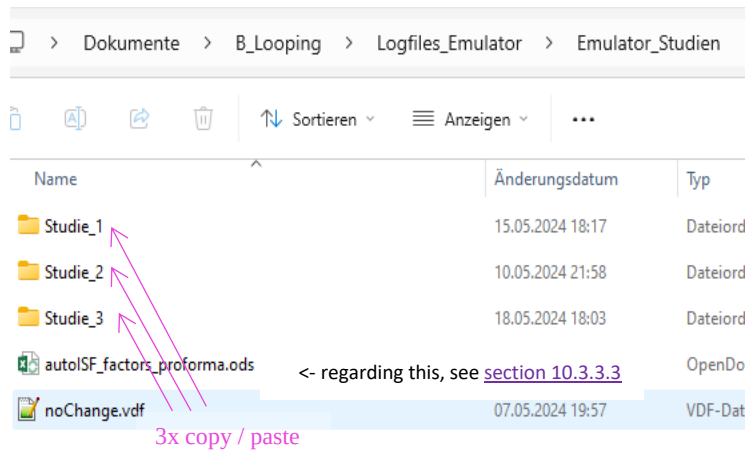 > Dokumente > B_Looping > Logfiles_Emulator > Emulator_Studien
Sortieren Anzeigen ...
Name Änderungsdatum Typ
Studie_1 15.05.2024 18:17 Dateiord
Studie_2 10.05.2024 21:58 Dateiord
Studie_3 18.05.2024 18:03 Dateiord
autoISF_factors_proforma.ods <- regarding this, see section 10.3.3.3 OpenDo
noChange.vdf 07.05.2024 19:57 VDF-Dat
3x copy / paste